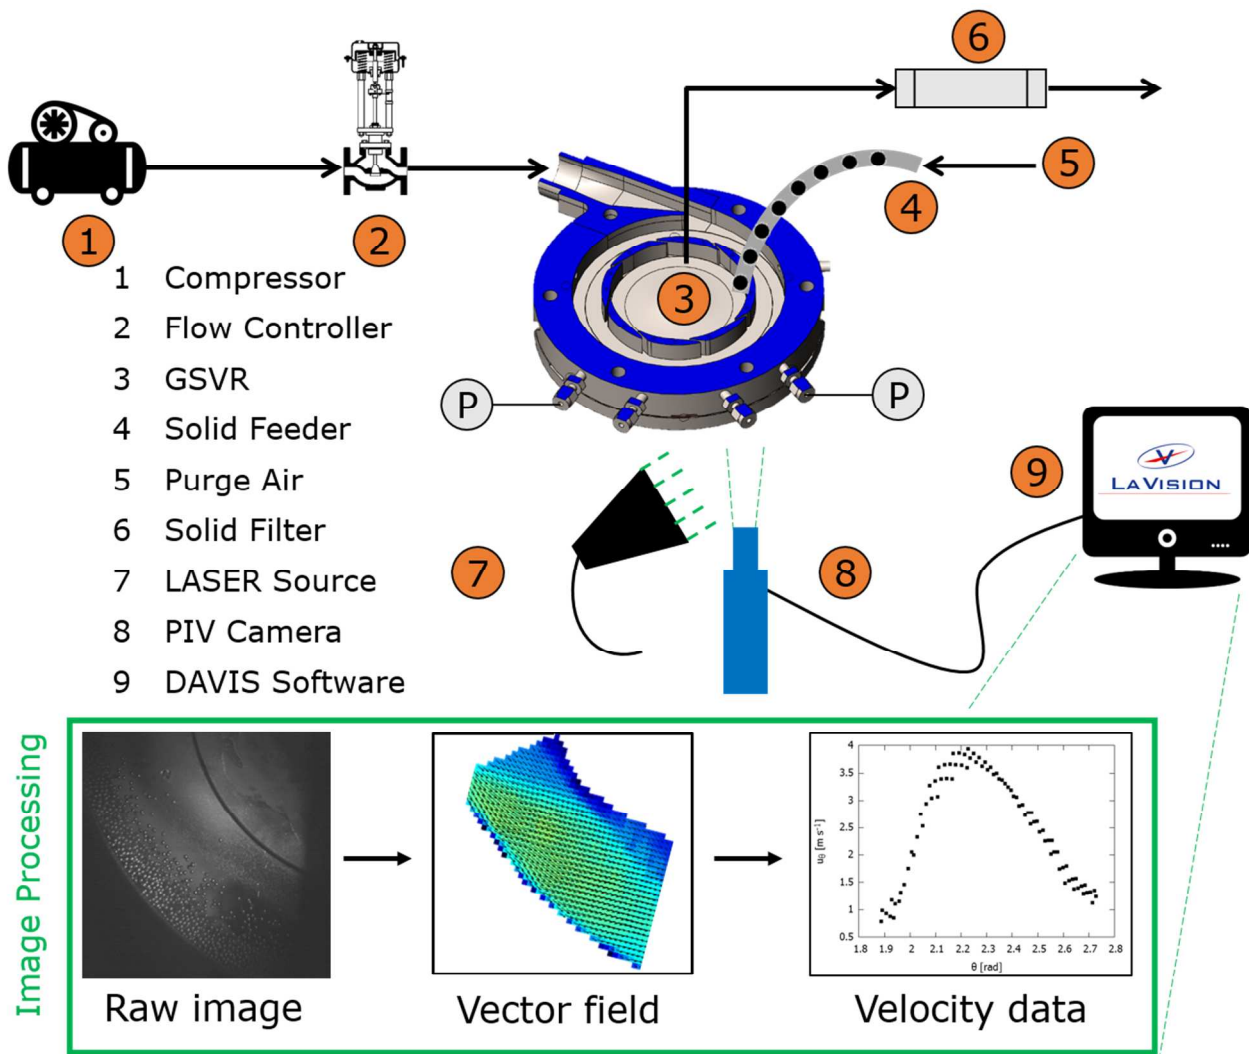 6
5
4
1
2
3
1 Compressor
2 Flow Controller
3 GSVR
4 Solid Feeder
5 Purge Air
6 Solid Filter
7 LASER Source
8 PIV Camera
9 DAVIS Software
P
P
9
V
LAVISION
7
8
Image Processing
4
3.5
3
2.5
2
1.5
1
0.5
uθ [m s⁻¹]
1.8 1.9 2 2.1 2.2 2.3 2.4 2.5 2.6 2.7 2.8
θ [rad]
Raw image
Vector field
Velocity data